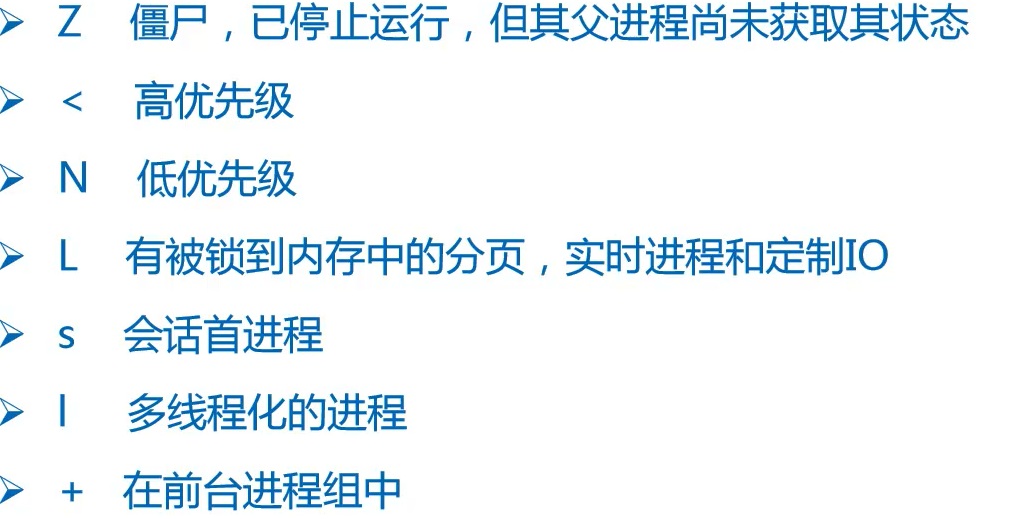 ➢ Z 僵尸，已停止运行，但其父进程尚未获取其状态
➢ < 高优先级
➢ N 低优先级
➢ L 有被锁到内存中的分页，实时进程和定制IO
➢ s 会话首进程
➢ l 多线程化的进程
➢ + 在前台进程组中